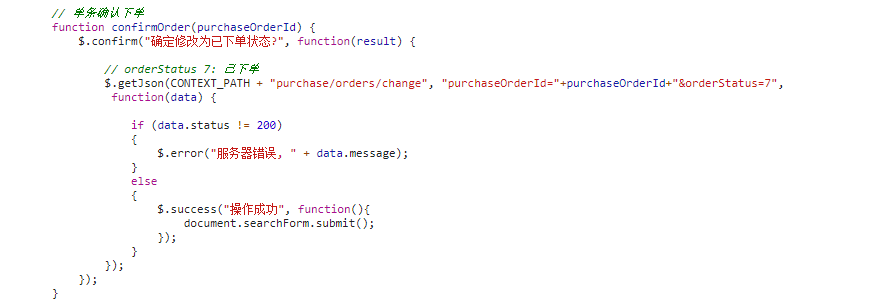 // 单条确认下单
function confirmOrder(purchaseOrderId) {
    $.confirm("确定修改为已下单状态?", function(result) {

        // orderStatus 7: 已下单
        $.getJson(CONTEXT_PATH + "purchase/orders/change", "purchaseOrderId="+purchaseOrderId+"&orderStatus=7",
         function(data) {

            if (data.status != 200)
            {
                $.error("服务器错误, " + data.message);
            }
            else
            {
                $.success("操作成功", function(){
                    document.searchForm.submit();
                });
            }
        });
    });
}